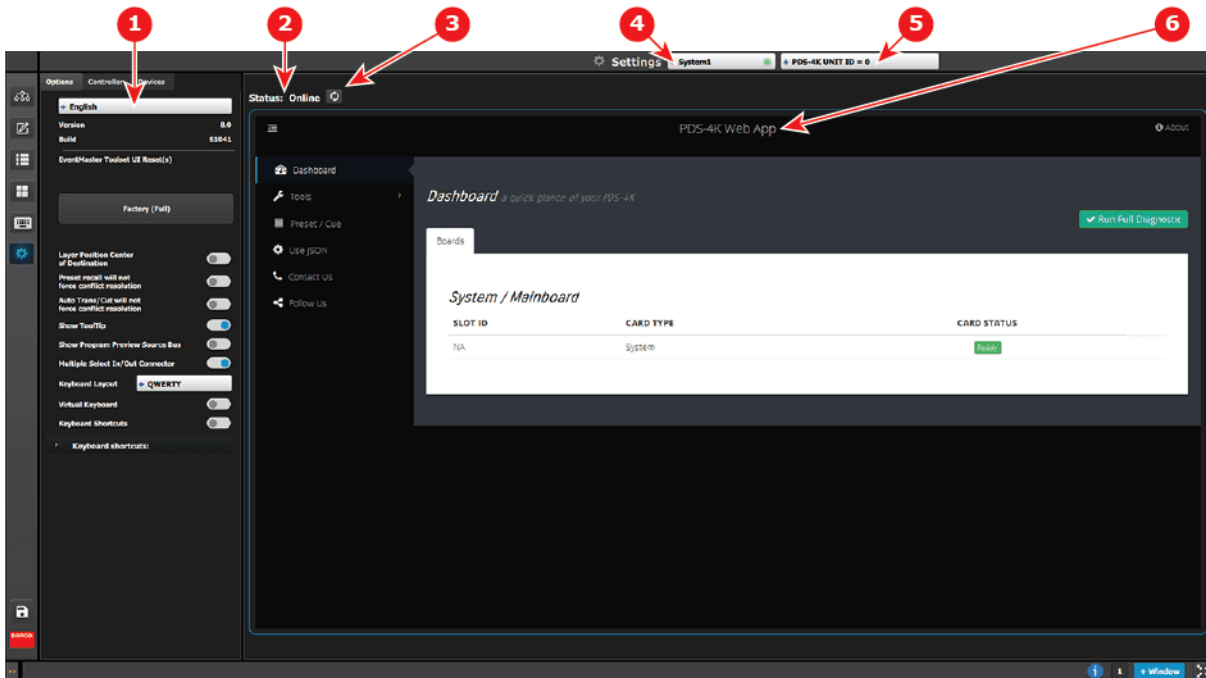 1
2
3
4
5
6
Settings
System1
+ PDS-4K UNIT ID = 0
Options Controller Devices
+ English
Version 8.0
Build 61041
EventMaster Toolset UI Reset(s)
Factory (Full)
Layer Position Center
of Destination
Preset recall will not
force conflict resolution
Auto Trans/Cut will not
force conflict resolution
Show ToolTip
Show Program Preview Source Bus
Multiple Select In/Out Connector
Keyboard Layout + QWERTY
Virtual Keyboard
Keyboard Shortcuts
Keyboard shortcuts:
BARCO
Status: Online
PDS-4K Web App
About
Dashboard
Tools
Preset / Cue
Use JSON
Contact Us
Follow Us
Dashboard a quick glance of your PDS-4K
Run Full Diagnostic
Boards
System / Mainboard
SLOT ID CARD TYPE CARD STATUS
NA System Ready
1
+ Window